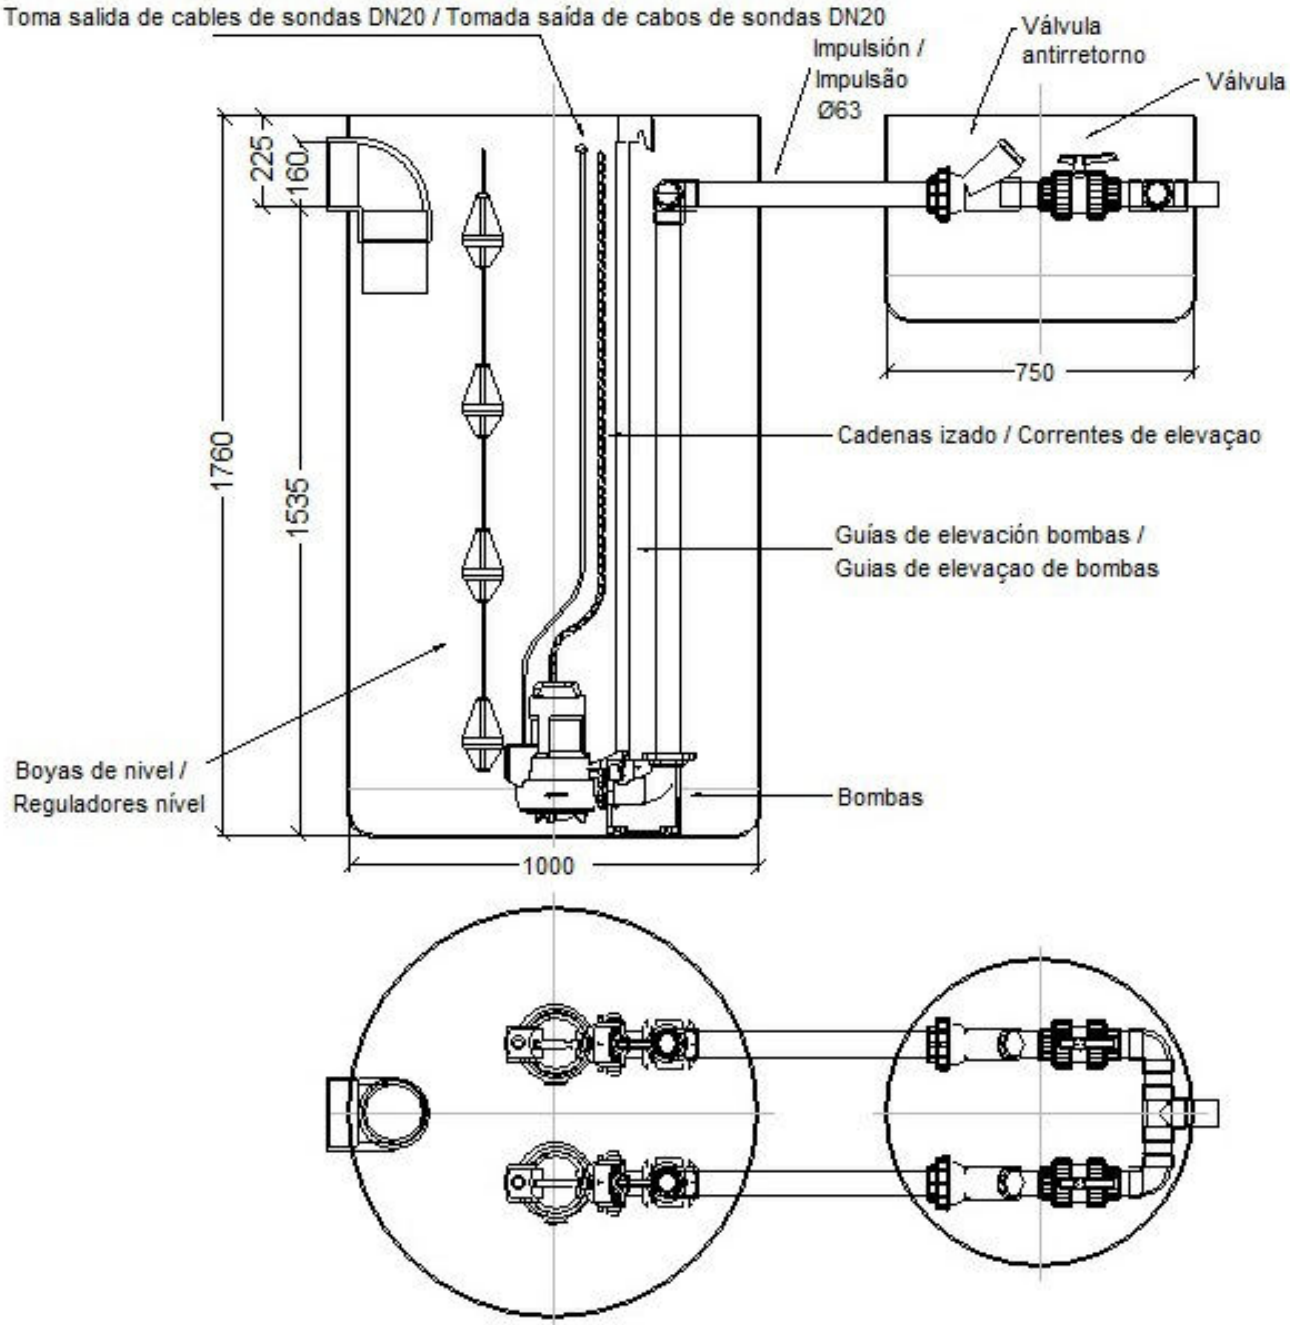 Toma salida de cables de sondas DN20 / Tomada saída de cabos de sondas DN20
Impulsión /
Impulsão
Ø63
Válvula
antirretorno
Válvula
225
160
1760
1535
750
Cadenas izado / Correntes de elevaçao
Guías de elevación bombas /
Guias de elevaçao de bombas
Boyas de nivel /
Reguladores nível
Bombas
1000